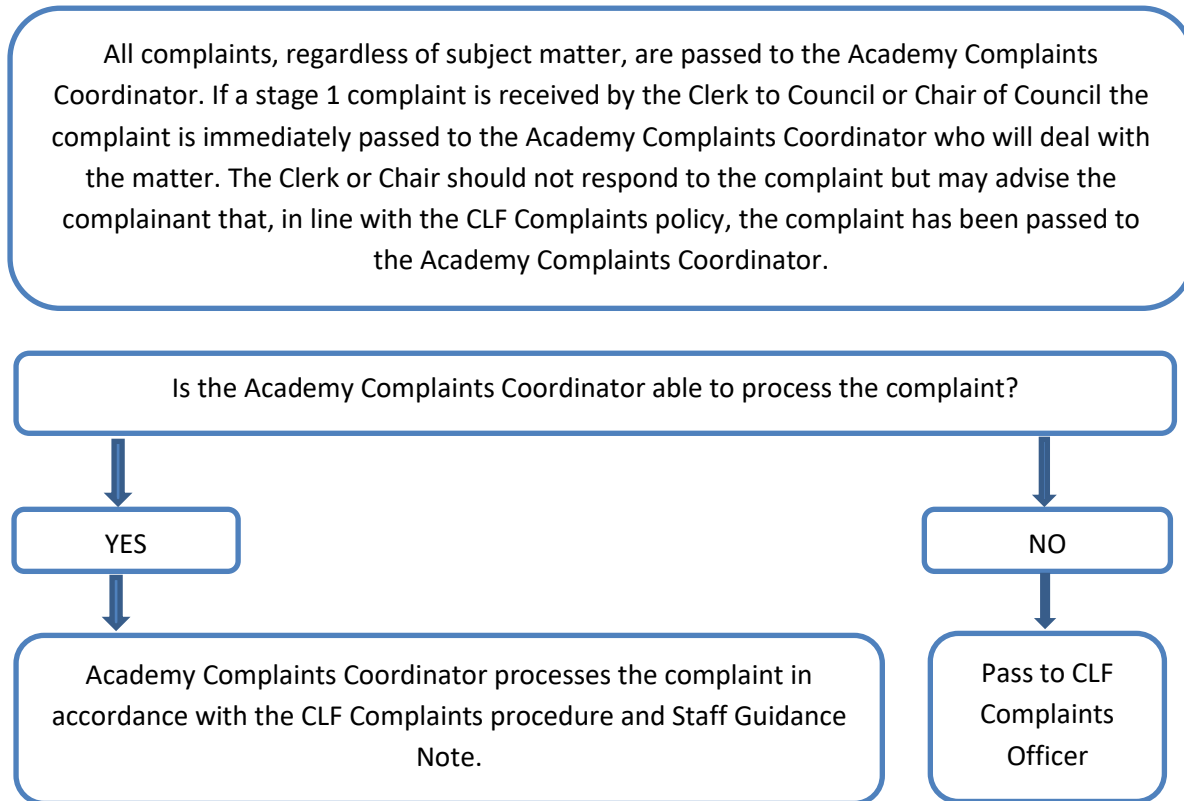 All complaints, regardless of subject matter, are passed to the Academy Complaints
Coordinator. If a stage 1 complaint is received by the Clerk to Council or Chair of Council the
complaint is immediately passed to the Academy Complaints Coordinator who will deal with
the matter. The Clerk or Chair should not respond to the complaint but may advise the
complainant that, in line with the CLF Complaints policy, the complaint has been passed to
the Academy Complaints Coordinator.
Is the Academy Complaints Coordinator able to process the complaint?
YES
NO
Academy Complaints Coordinator processes the complaint in
accordance with the CLF Complaints procedure and Staff Guidance
Note.
Pass to CLF
Complaints
Officer